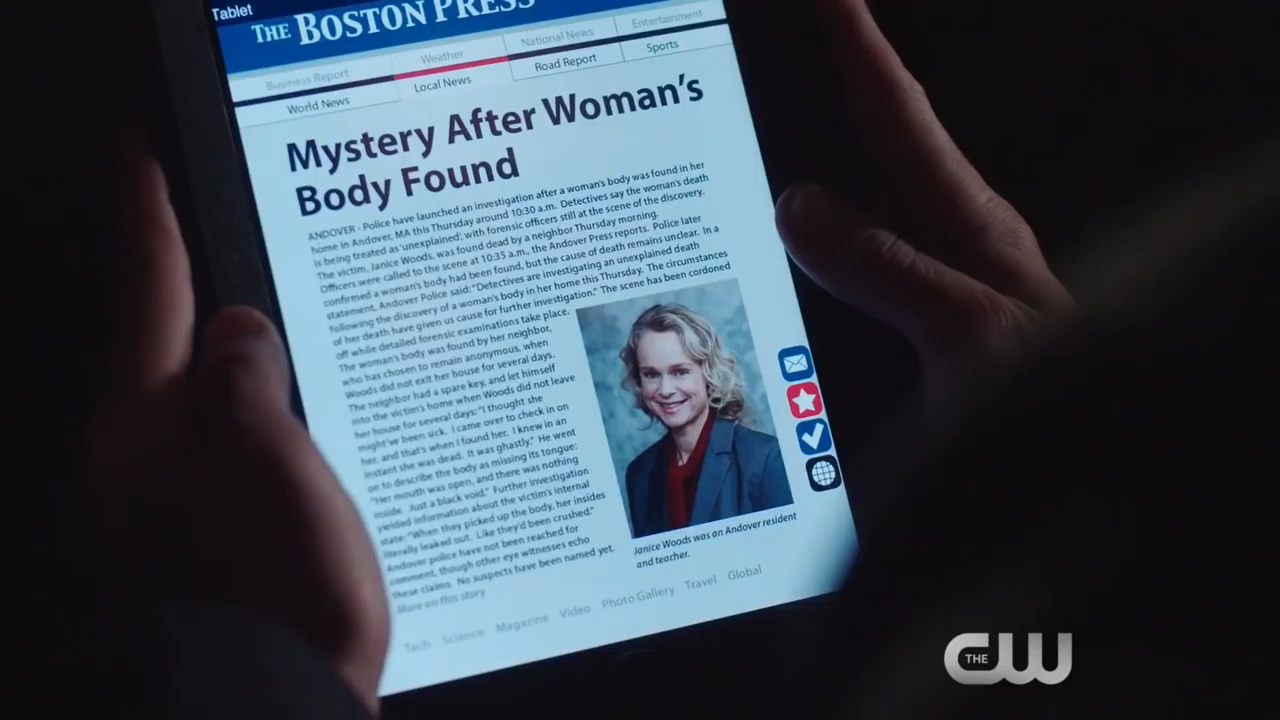 Tablet
THE BOSTON PRESS
Business Report Weather National News Entertainment
World News Local News Road Report Sports
Mystery After Woman's
Body Found
ANDOVER - Police have launched an investigation after a woman's body was found in her
home in Andover, MA this Thursday around 10:30 a.m. Detectives say the woman's death
is being treated as 'unexplained', with forensic officers still at the scene of the discovery.
The victim, Janice Woods, was found dead by a neighbor Thursday morning.
Officers were called to the scene at 10:35 a.m., the Andover Press reports. Police later
confirmed a woman's body had been found, but the cause of death remains unclear. In a
statement, Andover Police said: "Detectives are investigating an unexplained death
following the discovery of a woman's body in her home this Thursday. The circumstances
of her death have given us cause for further investigation." The scene has been cordoned
off while detailed forensic examinations take place.
The woman's body was found by her neighbor,
who has chosen to remain anonymous, when
Woods did not exit her house for several days.
The neighbor had a spare key, and let himself
into the victim's home when Woods did not leave
her house for several days: "I thought she
might've been sick. I came over to check in on
her, and that's when I found her. I knew in an
instant she was dead. It was ghastly." He went
on to describe the body as missing its tongue:
"Her mouth was open, and there was nothing
inside. Just a black void." Further investigation
yielded information about the victim's internal
state: "When they picked up the body, her insides
literally leaked out. Like they'd been crushed."
Andover police have not been reached for
comment, though other eye witnesses echo
these claims. No suspects have been named yet.
More on this story
Janice Woods was an Andover resident
and teacher.
Tech Science Magazine Video Photo Gallery Travel Global
THE CW